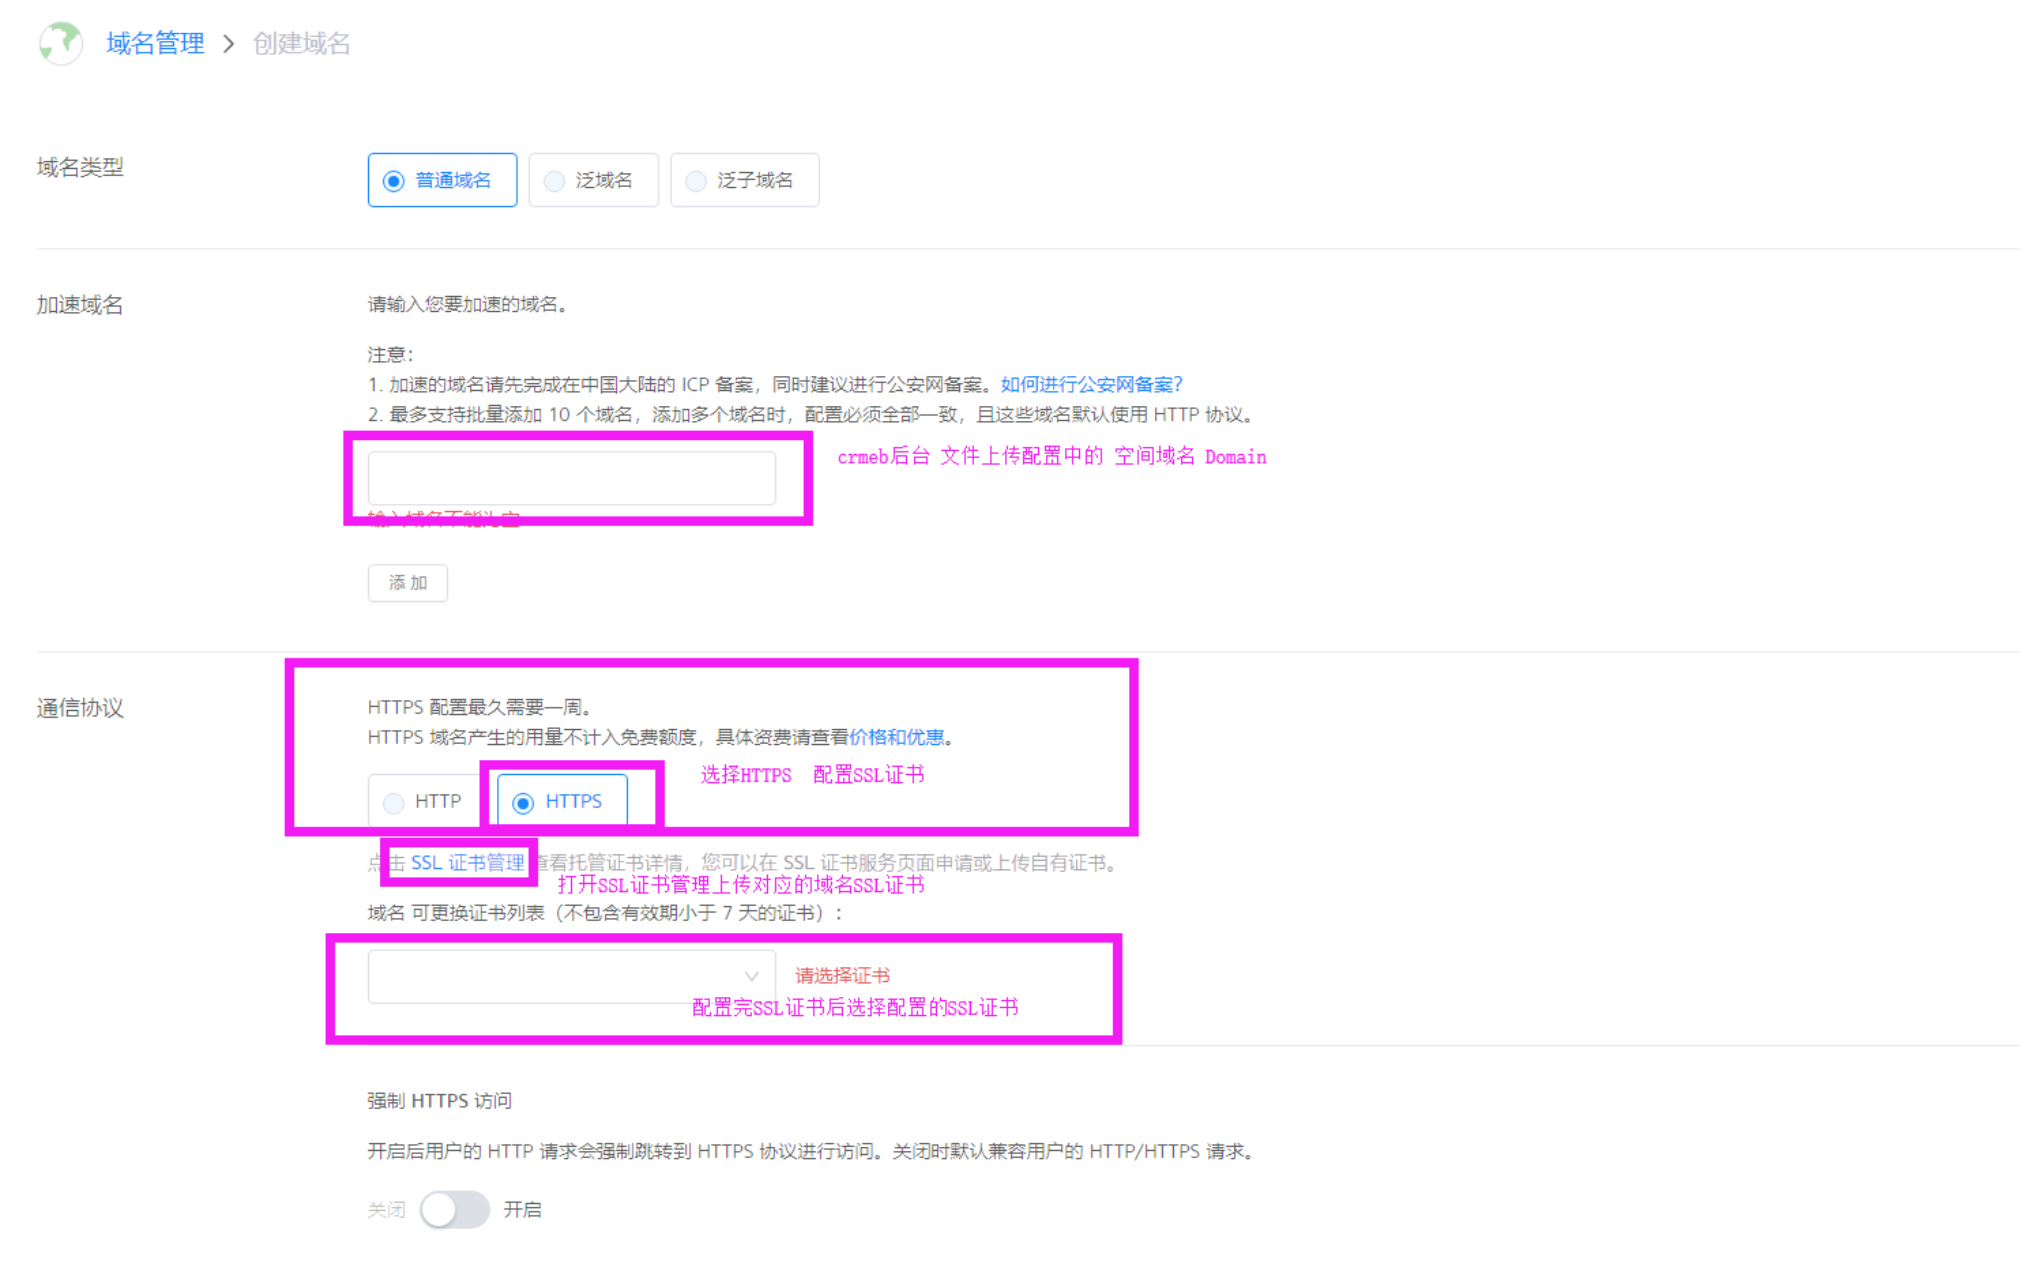 域名管理 > 创建域名
域名类型
普通域名
泛域名
泛子域名
加速域名
请输入您要加速的域名。
注意：
1. 加速的域名请先完成在中国大陆的 ICP 备案，同时建议进行公安网备案。如何进行公安网备案?
2. 最多支持批量添加 10 个域名，添加多个域名时，配置必须全部一致，且这些域名默认使用 HTTP 协议。
crmeb后台 文件上传配置中的 空间域名 Domain
输入域名不能为空
添 加
通信协议
HTTPS 配置最久需要一周。
HTTPS 域名产生的用量不计入免费额度，具体资费请查看价格和优惠。
选择HTTPS 配置SSL证书
HTTP
HTTPS
点击 SSL 证书管理 查看托管证书详情，您可以在 SSL 证书服务页面申请或上传自有证书。
打开SSL证书管理上传对应的域名SSL证书
域名 可更换证书列表（不包含有效期小于 7 天的证书）：
请选择证书
配置完SSL证书后选择配置的SSL证书
强制 HTTPS 访问
开启后用户的 HTTP 请求会强制跳转到 HTTPS 协议进行访问。关闭时默认兼容用户的 HTTP/HTTPS 请求。
关闭
开启